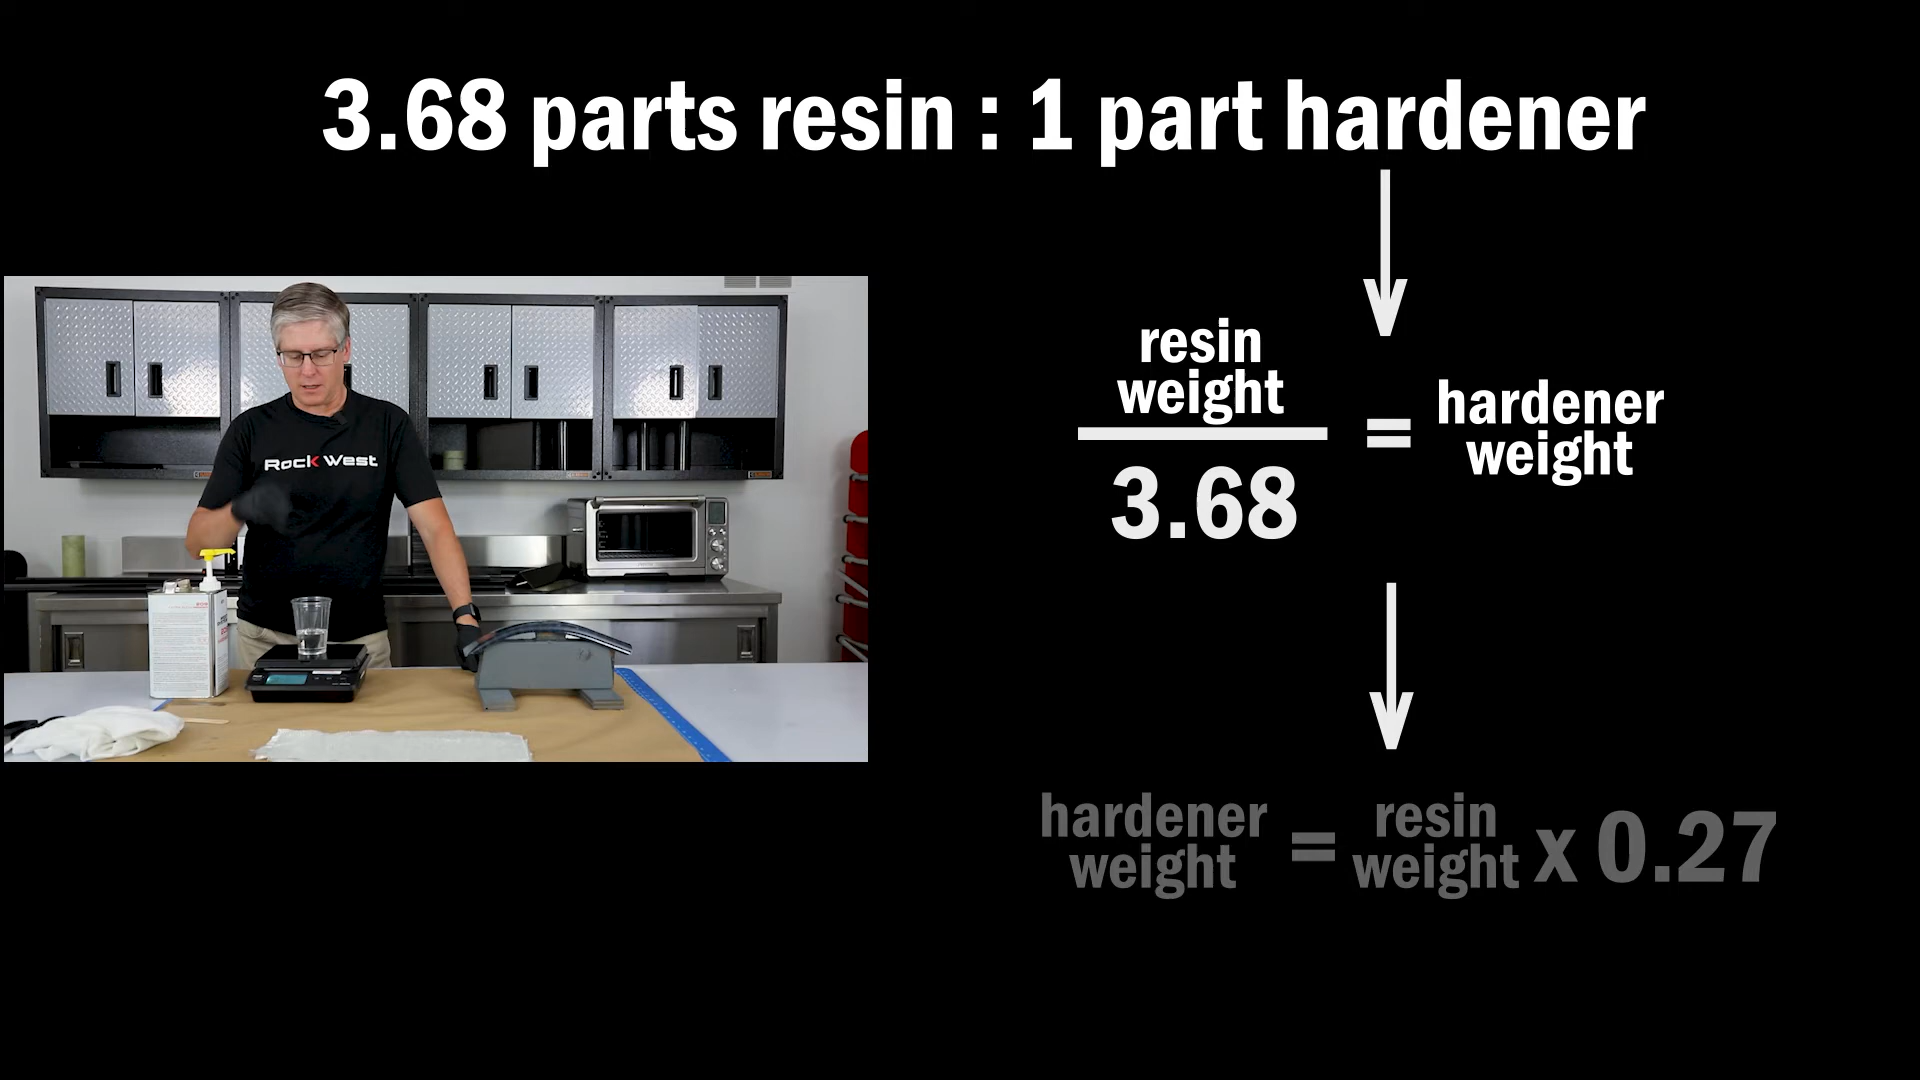 3.68 parts resin : 1 part hardener
Rock West
resin
weight
3.68
=
hardener
weight
hardener
weight
=
resin
weight
x 0.27